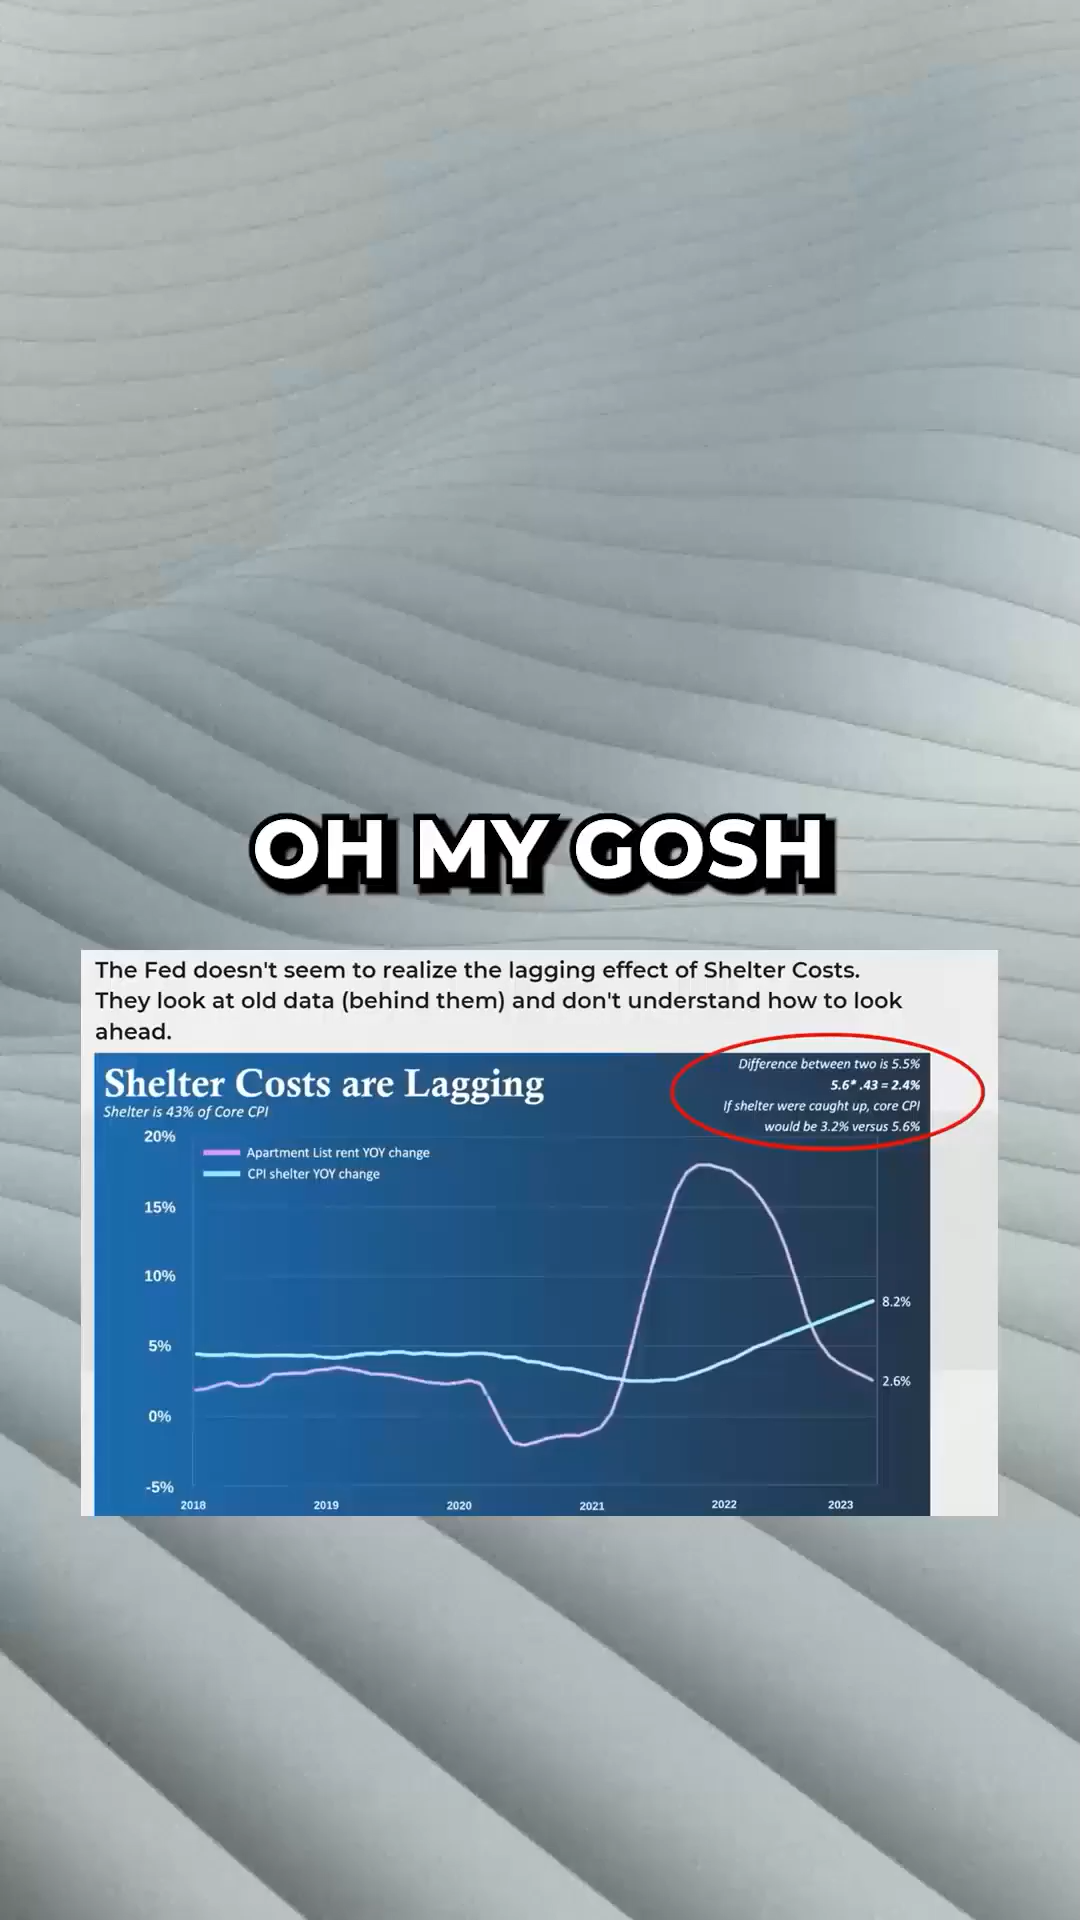 OH MY GOSH
The Fed doesn't seem to realize the lagging effect of Shelter Costs.
They look at old data (behind them) and don't understand how to look
ahead.
Shelter Costs are Lagging
Shelter is 43% of Core CPI
Difference between two is 5.5%
5.6* .43 = 2.4%
If shelter were caught up, core CPI
would be 3.2% versus 5.6%
20%
Apartment List rent YOY change
CPI shelter YOY change
15%
10%
8.2%
5%
2.6%
0%
-5%
2018 2019 2020 2021 2022 2023